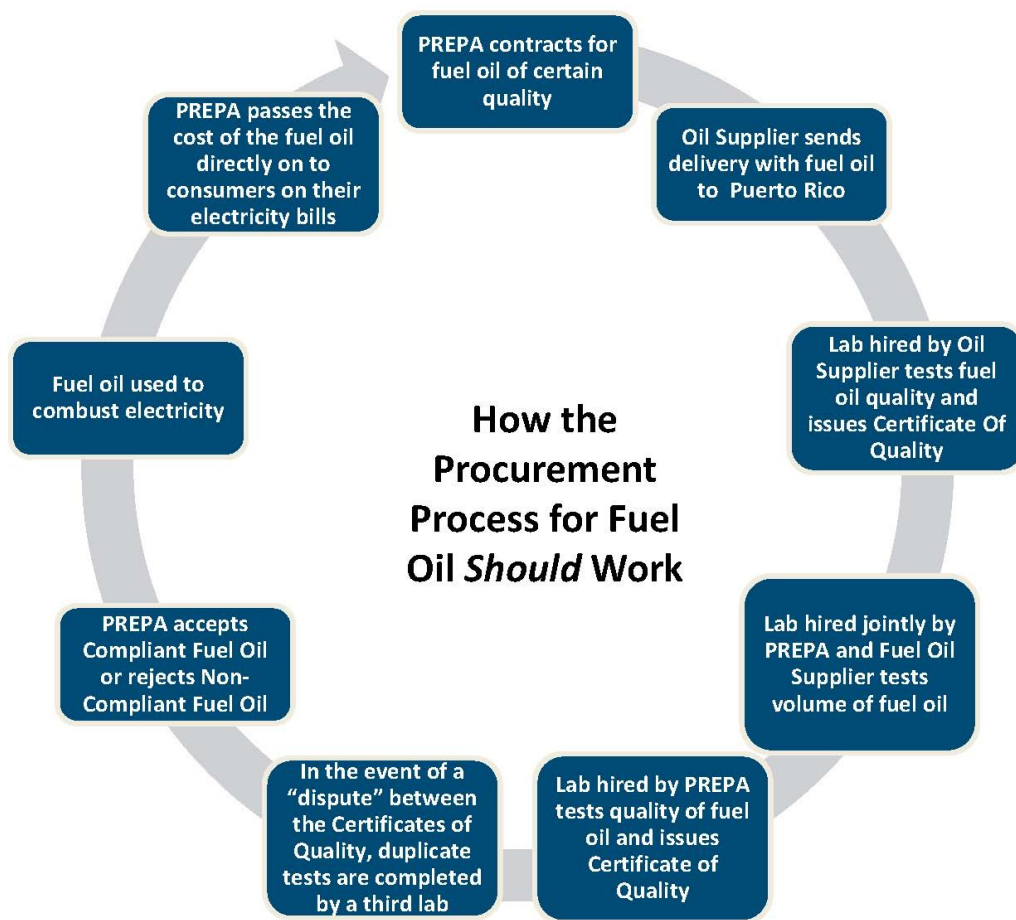 PREPA contracts for
fuel oil of certain
quality
Oil Supplier sends
delivery with fuel oil
to Puerto Rico
Lab hired by Oil
Supplier tests fuel
oil quality and
issues Certificate Of
Quality
Lab hired jointly by
PREPA and Fuel Oil
Supplier tests
volume of fuel oil
Lab hired by PREPA
tests quality of fuel
oil and issues
Certificate of
Quality
In the event of a
“dispute” between
the Certificates of
Quality, duplicate
tests are completed
by a third lab
PREPA accepts
Compliant Fuel Oil
or rejects Non-
Compliant Fuel Oil
Fuel oil used to
combust electricity
PREPA passes the
cost of the fuel oil
directly on to
consumers on their
electricity bills
How the
Procurement
Process for Fuel
Oil Should Work